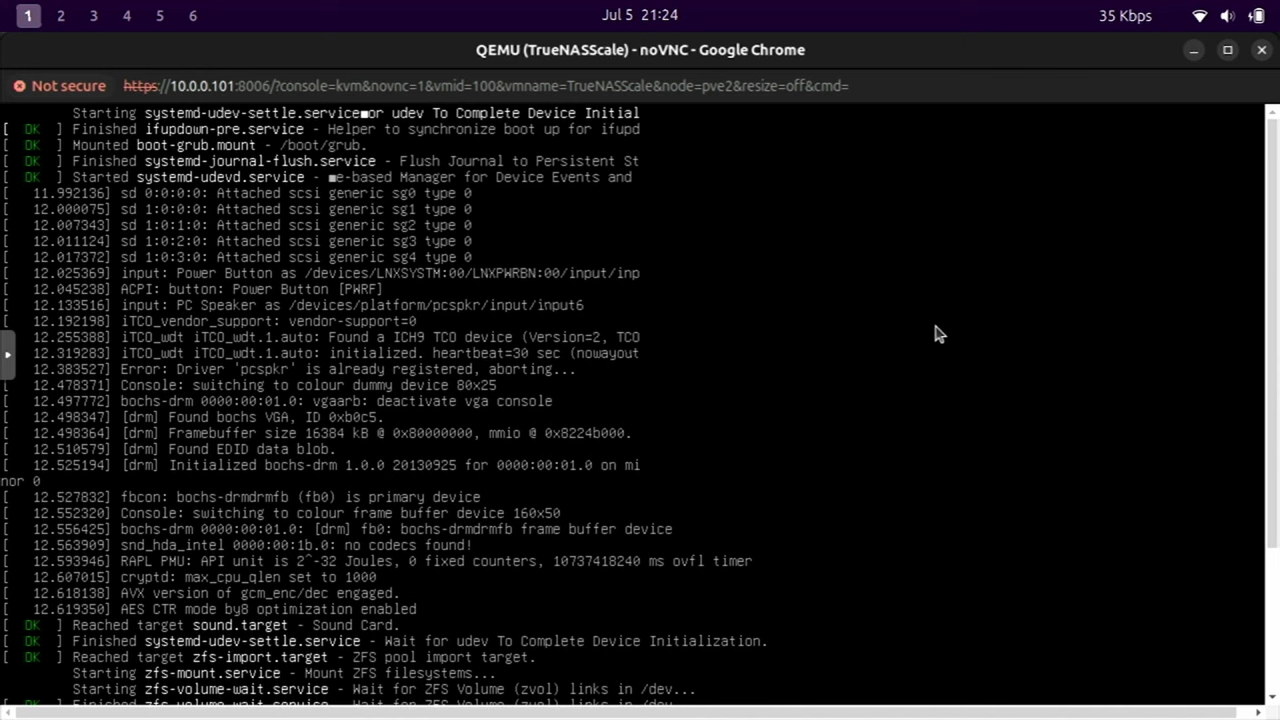 1 2 3 4 5 6 Jul 5 21:24 35 Kbps
QEMU (TrueNASScale) - noVNC - Google Chrome
Not secure https://10.0.0.101:8006/?console=kvm&novnc=1&vmid=100&vmname=TrueNASScale&node=pve2&resize=off&cmd=
Starting systemd-udev-settle.service■or udev To Complete Device Initial
[ OK ] Finished ifupdown-pre.service - Helper to synchronize boot up for ifupd
[ OK ] Mounted boot-grub.mount - /boot/grub.
[ OK ] Finished systemd-journal-flush.service - Flush Journal to Persistent St
[ OK ] Started systemd-udevd.service - ■e-based Manager for Device Events and
[ 11.992136] sd 0:0:0:0: Attached scsi generic sg0 type 0
[ 12.000075] sd 1:0:0:0: Attached scsi generic sg1 type 0
[ 12.007343] sd 1:0:1:0: Attached scsi generic sg2 type 0
[ 12.011124] sd 1:0:2:0: Attached scsi generic sg3 type 0
[ 12.017372] sd 1:0:3:0: Attached scsi generic sg4 type 0
[ 12.025369] input: Power Button as /devices/LNXSYSTM:00/LNXPWRBN:00/input/inp
[ 12.045238] ACPI: button: Power Button [PWRF]
[ 12.133516] input: PC Speaker as /devices/platform/pcspkr/input/input6
[ 12.192198] iTCO_vendor_support: vendor-support=0
[ 12.255388] iTCO_wdt iTCO_wdt.1.auto: Found a ICH9 TCO device (Version=2, TCO
[ 12.319283] iTCO_wdt iTCO_wdt.1.auto: initialized. heartbeat=30 sec (nowayout
[ 12.383527] Error: Driver 'pcspkr' is already registered, aborting...
[ 12.478371] Console: switching to colour dummy device 80x25
[ 12.497772] bochs-drm 0000:00:01.0: vgaarb: deactivate vga console
[ 12.498347] [drm] Found bochs VGA, ID 0xb0c5.
[ 12.498364] [drm] Framebuffer size 16384 kB @ 0x80000000, mmio @ 0x8224b000.
[ 12.510579] [drm] Found EDID data blob.
[ 12.525194] [drm] Initialized bochs-drm 1.0.0 20130925 for 0000:00:01.0 on mi
nor 0
[ 12.527832] fbcon: bochs-drmdrmfb (fb0) is primary device
[ 12.552320] Console: switching to colour frame buffer device 160x50
[ 12.556425] bochs-drm 0000:00:01.0: [drm] fb0: bochs-drmdrmfb frame buffer device
[ 12.563909] snd_hda_intel 0000:00:1b.0: no codecs found!
[ 12.593946] RAPL PMU: API unit is 2^-32 Joules, 0 fixed counters, 10737418240 ms ovfl timer
[ 12.607015] cryptd: max_cpu_qlen set to 1000
[ 12.618138] AVX version of gcm_enc/dec engaged.
[ 12.619350] AES CTR mode by8 optimization enabled
[ OK ] Reached target sound.target - Sound Card.
[ OK ] Finished systemd-udev-settle.service - Wait for udev To Complete Device Initialization.
[ OK ] Reached target zfs-import.target - ZFS pool import target.
Starting zfs-mount.service - Mount ZFS filesystems...
Starting zfs-volume-wait.service - Wait for ZFS Volume (zvol) links in /dev...
[ OK ] Finished zfs-volume-wait.service - Wait for ZFS Volume (zvol) links in /dev.